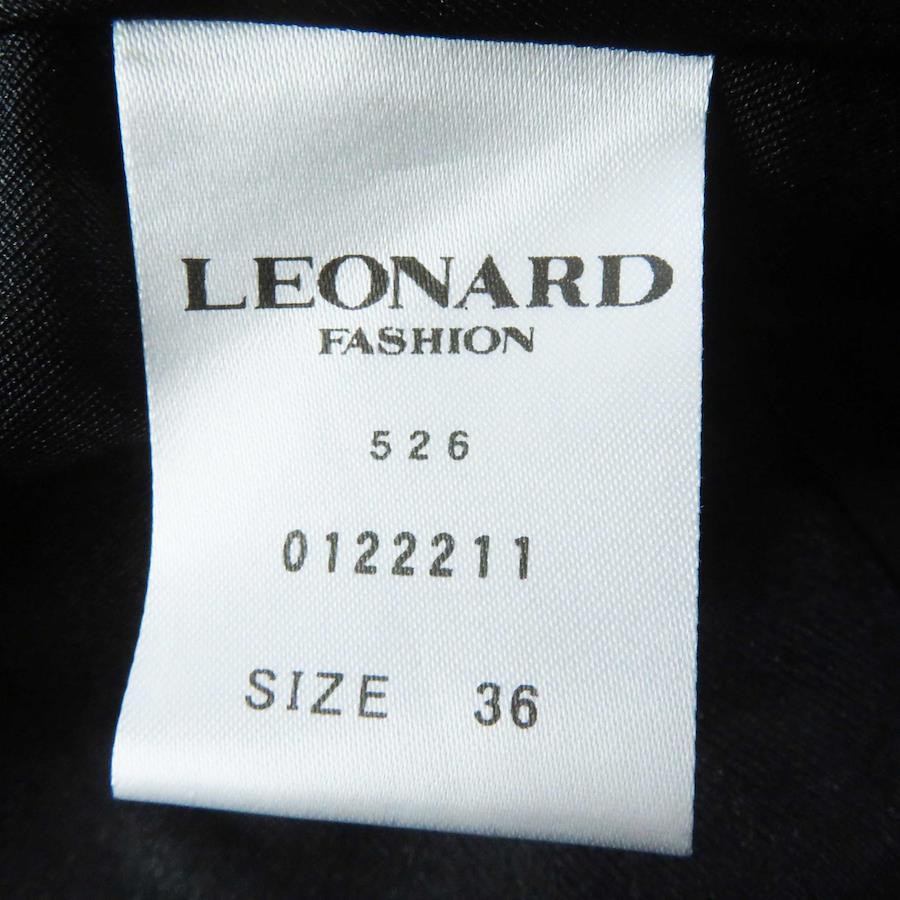 LEONARD
FASHION
526
0122211
SIZE 36